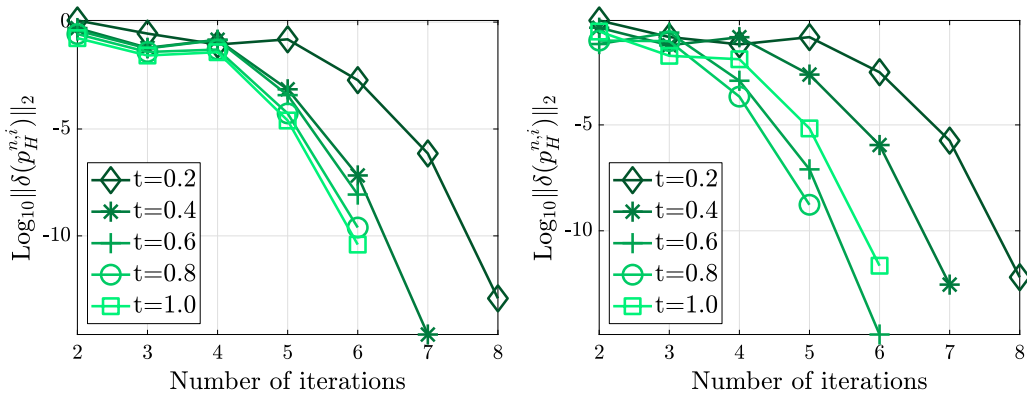 0
-5
-10
Log₁₀||δ(p_H^{n,i})||₂
t=0.2
t=0.4
t=0.6
t=0.8
t=1.0
2 3 4 5 6 7 8
Number of iterations
0
-5
-10
Log₁₀||δ(p_H^{n,i})||₂
t=0.2
t=0.4
t=0.6
t=0.8
t=1.0
2 3 4 5 6 7 8
Number of iterations